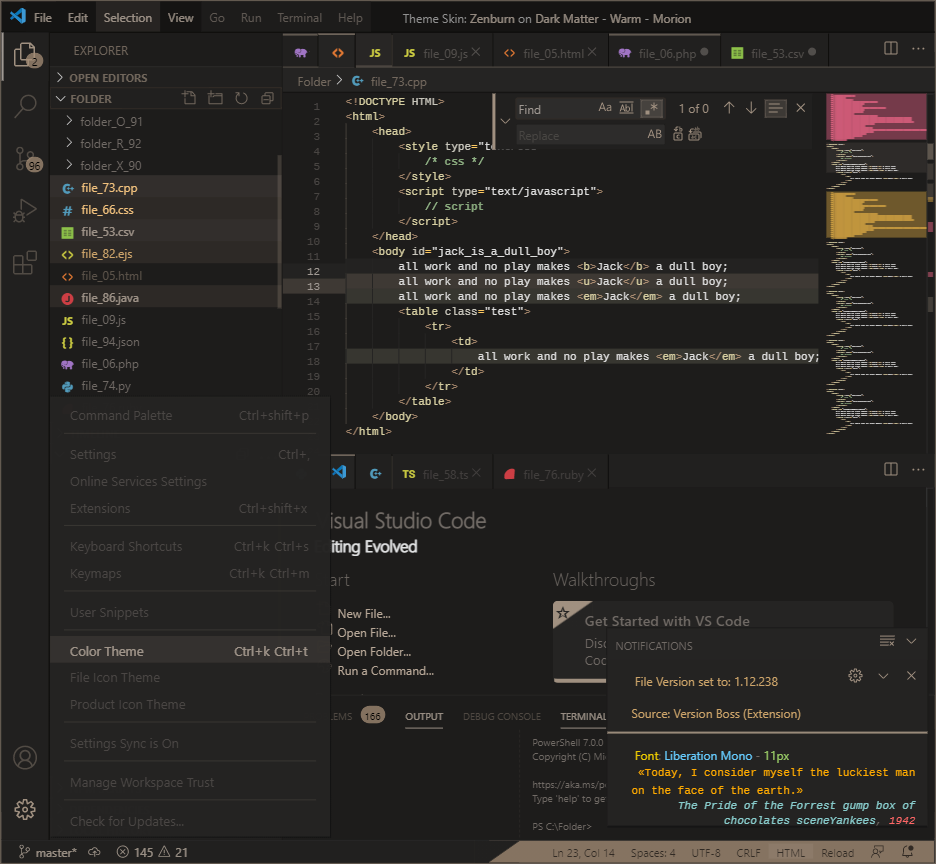 File Edit Selection View Go Run Terminal Help Theme Skin: Zenburn on Dark Matter - Warm - Morion
2
EXPLORER
OPEN EDITORS
FOLDER
folder_O_91
folder_R_92
folder_X_90
96
file_73.cpp
file_66.css
file_53.csv
file_82.ejs
file_05.html
file_86.java
file_09.js
file_94.json
file_06.php
file_74.py
JS JS file_09.js file_05.html file_06.php file_53.csv
Folder file_73.cpp
Find Aa Abl .* 1 of 0
Replace AB
1 <!DOCTYPE HTML>
2 <html>
3 <head>
4 <style type=
5 /* css */
6 </style>
7 <script type="text/javascript">
8 // script
9 </script>
10 </head>
11 <body id="jack_is_a_dull_boy">
12 all work and no play makes <b>Jack</b> a dull boy;
13 all work and no play makes <u>Jack</u> a dull boy;
14 all work and no play makes <em>Jack</em> a dull boy;
15 <table class="test">
16 <tr>
17 <td>
18 all work and no play makes <em>Jack</em> a dull boy;
19 </td>
20 </tr>
</table>
</body>
</html>
Command Palette Ctrl+shift+p
Settings Ctrl+,
Online Services Settings
Extensions Ctrl+shift+x
Keyboard Shortcuts Ctrl+k Ctrl+s
Keymaps Ctrl+k Ctrl+m
User Snippets
Color Theme Ctrl+k Ctrl+t
File Icon Theme
Product Icon Theme
Settings Sync is On
Manage Workspace Trust
Check for Updates...
TS file_58.ts file_76.ruby
isual Studio Code
iting Evolved
art
New File...
Open File...
Open Folder...
Run a Command...
Walkthroughs
Get Started with VS Code
Disc
Coc
NOTIFICATIONS
File Version set to: 1.12.238
Source: Version Boss (Extension)
Font: Liberation Mono - 11px
«Today, I consider myself the luckiest man
on the face of the earth.»
The Pride of the Forrest gump box of
chocolates sceneYankees, 1942
LEMS 166 OUTPUT DEBUG CONSOLE TERMINAL
PowerShell 7.0.0
Copyright (C) Mi
https://aka.ms/p
Type 'help' to ge
PS C:\Folder>
master* 145 21 Ln 23, Col 14 Spaces: 4 UTF-8 CRLF HTML Reload